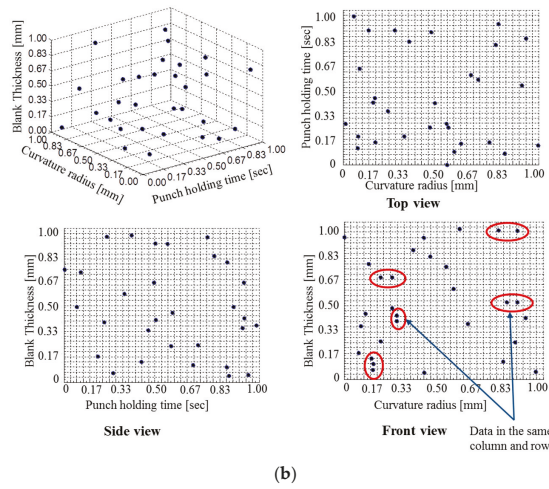 Blank Thickness [mm]
1.00
0.83
0.67
0.50
0.33
0.17
0.00
1.00
0.83
0.67
0.50
0.33
0.17
0.00
Curvature radius [mm]
0.00
0.17
0.33
0.50
0.67
0.83
1.00
Punch holding time [sec]
Punch holding time [sec]
1.00
0.83
0.67
0.50
0.33
0.17
0
0 0.17 0.33 0.50 0.67 0.83 1.00
Curvature radius [mm]
Top view
Blank Thickness [mm]
1.00
0.83
0.67
0.50
0.33
0.17
0
0 0.17 0.33 0.50 0.67 0.83 1.00
Punch holding time [sec]
Side view
Blank Thickness [mm]
1.00
0.83
0.67
0.50
0.33
0.17
0
0 0.17 0.33 0.50 0.67 0.83 1.00
Curvature radius [mm]
Front view
Data in the same
column and row
(b)